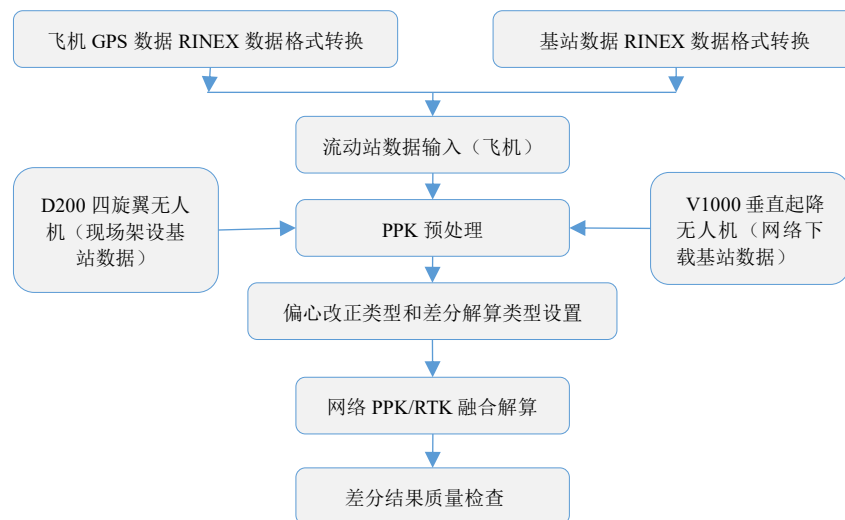 飞机 GPS 数据 RINEX 数据格式转换
基站数据 RINEX 数据格式转换
流动站数据输入（飞机）
D200 四旋翼无人
机（现场架设基
站数据）
PPK 预处理
V1000 垂直起降
无人机（网络下
载基站数据）
偏心改正类型和差分解算类型设置
网络 PPK/RTK 融合解算
差分结果质量检查